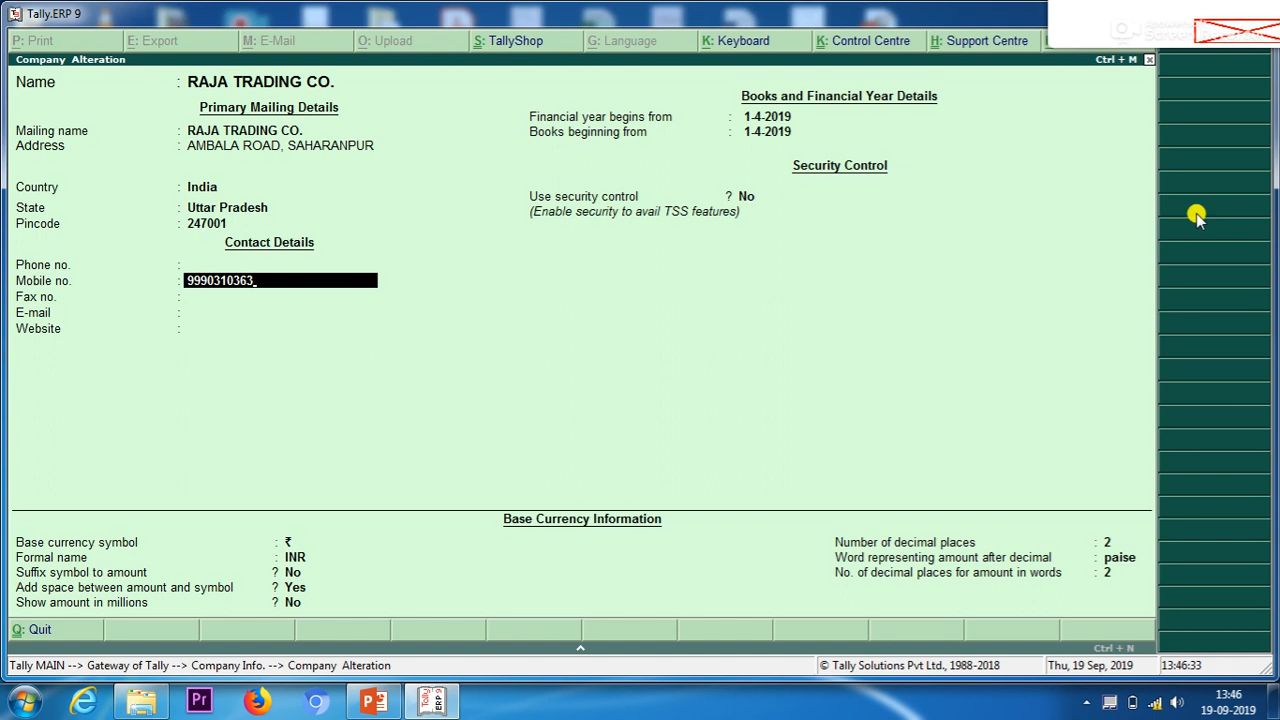 Tally.ERP 9
P: Print E: Export M: E-Mail O: Upload S: TallyShop G: Language K: Keyboard K: Control Centre H: Support Centre
Company Alteration Ctrl + M
Name : RAJA TRADING CO.
Primary Mailing Details
Mailing name : RAJA TRADING CO.
Address : AMBALA ROAD, SAHARANPUR
Country : India
State : Uttar Pradesh
Pincode : 247001
Contact Details
Phone no. :
Mobile no. : 9990310363
Fax no. :
E-mail :
Website :
Books and Financial Year Details
Financial year begins from : 1-4-2019
Books beginning from : 1-4-2019
Security Control
Use security control ? No
(Enable security to avail TSS features)
Base Currency Information
Base currency symbol : ₹
Formal name : INR
Suffix symbol to amount ? No
Add space between amount and symbol ? Yes
Show amount in millions ? No
Number of decimal places : 2
Word representing amount after decimal : paise
No. of decimal places for amount in words : 2
Q: Quit
Ctrl + N
Tally MAIN --> Gateway of Tally --> Company Info. --> Company Alteration © Tally Solutions Pvt Ltd., 1988-2018 Thu, 19 Sep, 2019 13:46:33
Pr P Tally ERP 9 13:46
19-09-2019